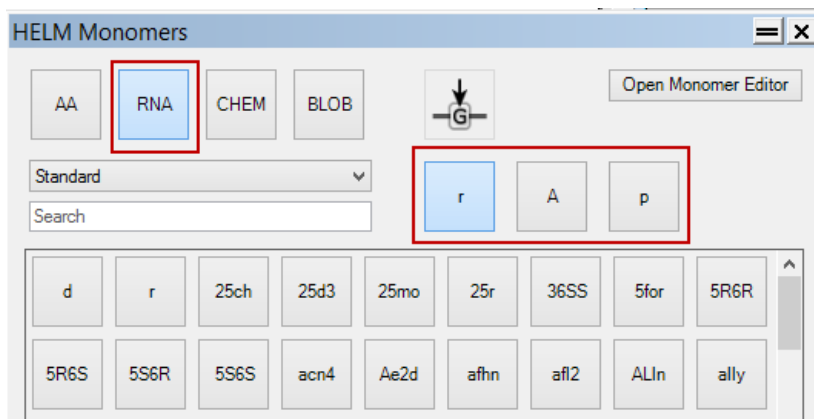 HELM Monomers
AA RNA CHEM BLOB G Open Monomer Editor
Standard
r A p
Search
d r 25ch 25d3 25mo 25r 36SS 5for 5R6R
5R6S 5S6R 5S6S acn4 Ae2d afhn afl2 ALln ally